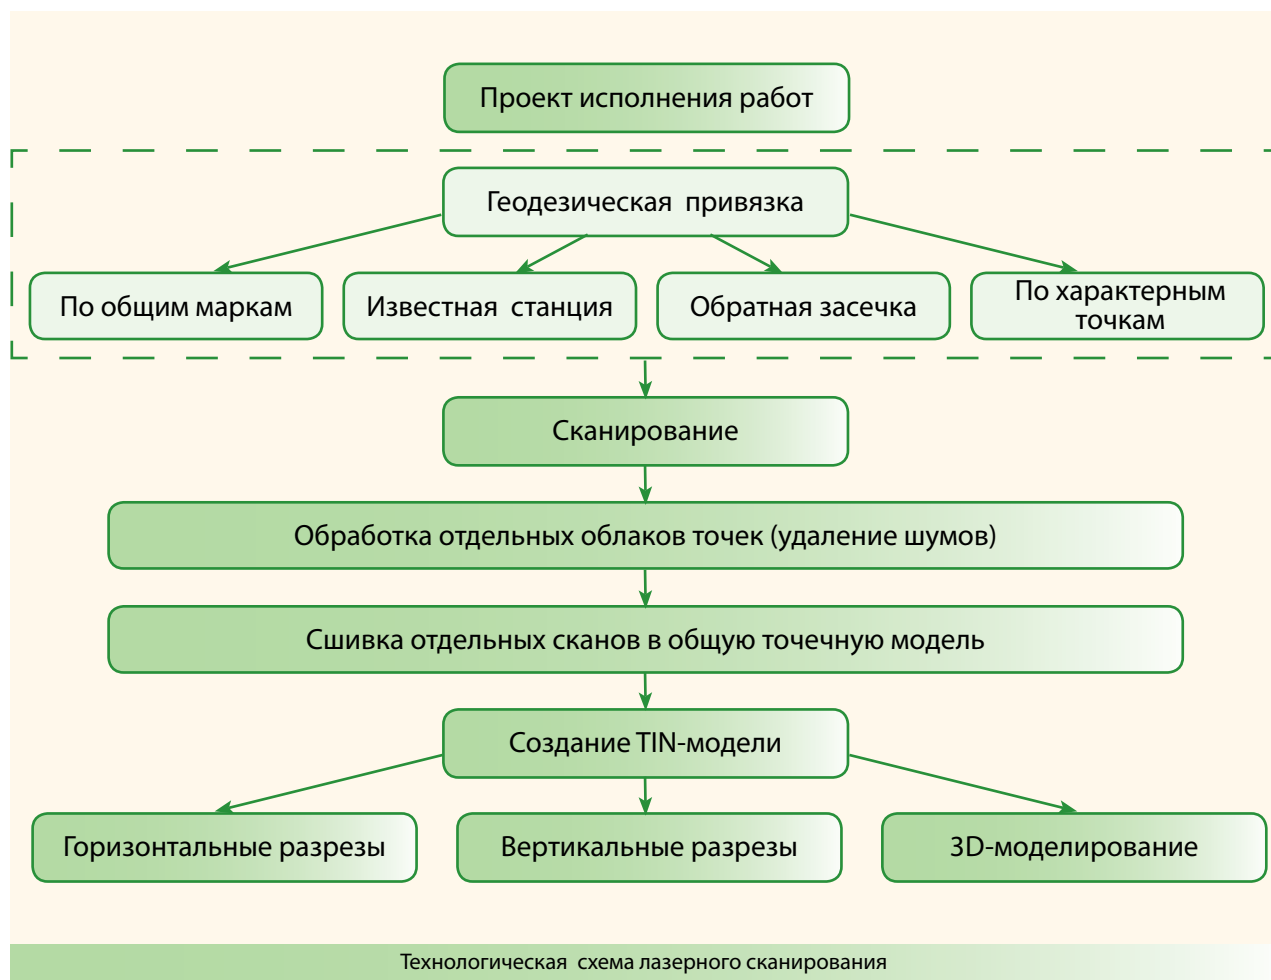 Проект исполнения работ
Геодезическая привязка
По общим маркам
Известная станция
Обратная засечка
По характерным
точкам
Сканирование
Обработка отдельных облаков точек (удаление шумов)
Сшивка отдельных сканов в общую точечную модель
Создание TIN-модели
Горизонтальные разрезы
Вертикальные разрезы
3D-моделирование
Технологическая схема лазерного сканирования